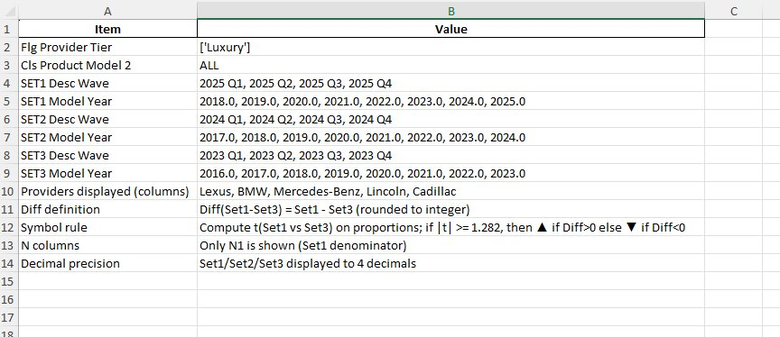 A B C
1 Item Value
2 Flg Provider Tier ['Luxury']
3 Cls Product Model 2 ALL
4 SET1 Desc Wave 2025 Q1, 2025 Q2, 2025 Q3, 2025 Q4
5 SET1 Model Year 2018.0, 2019.0, 2020.0, 2021.0, 2022.0, 2023.0, 2024.0, 2025.0
6 SET2 Desc Wave 2024 Q1, 2024 Q2, 2024 Q3, 2024 Q4
7 SET2 Model Year 2017.0, 2018.0, 2019.0, 2020.0, 2021.0, 2022.0, 2023.0, 2024.0
8 SET3 Desc Wave 2023 Q1, 2023 Q2, 2023 Q3, 2023 Q4
9 SET3 Model Year 2016.0, 2017.0, 2018.0, 2019.0, 2020.0, 2021.0, 2022.0, 2023.0
10 Providers displayed (columns) Lexus, BMW, Mercedes-Benz, Lincoln, Cadillac
11 Diff definition Diff(Set1-Set3) = Set1 - Set3 (rounded to integer)
12 Symbol rule Compute t(Set1 vs Set3) on proportions; if |t| >= 1.282, then ▲ if Diff>0 else ▼ if Diff<0
13 N columns Only N1 is shown (Set1 denominator)
14 Decimal precision Set1/Set2/Set3 displayed to 4 decimals
15
16
17
18